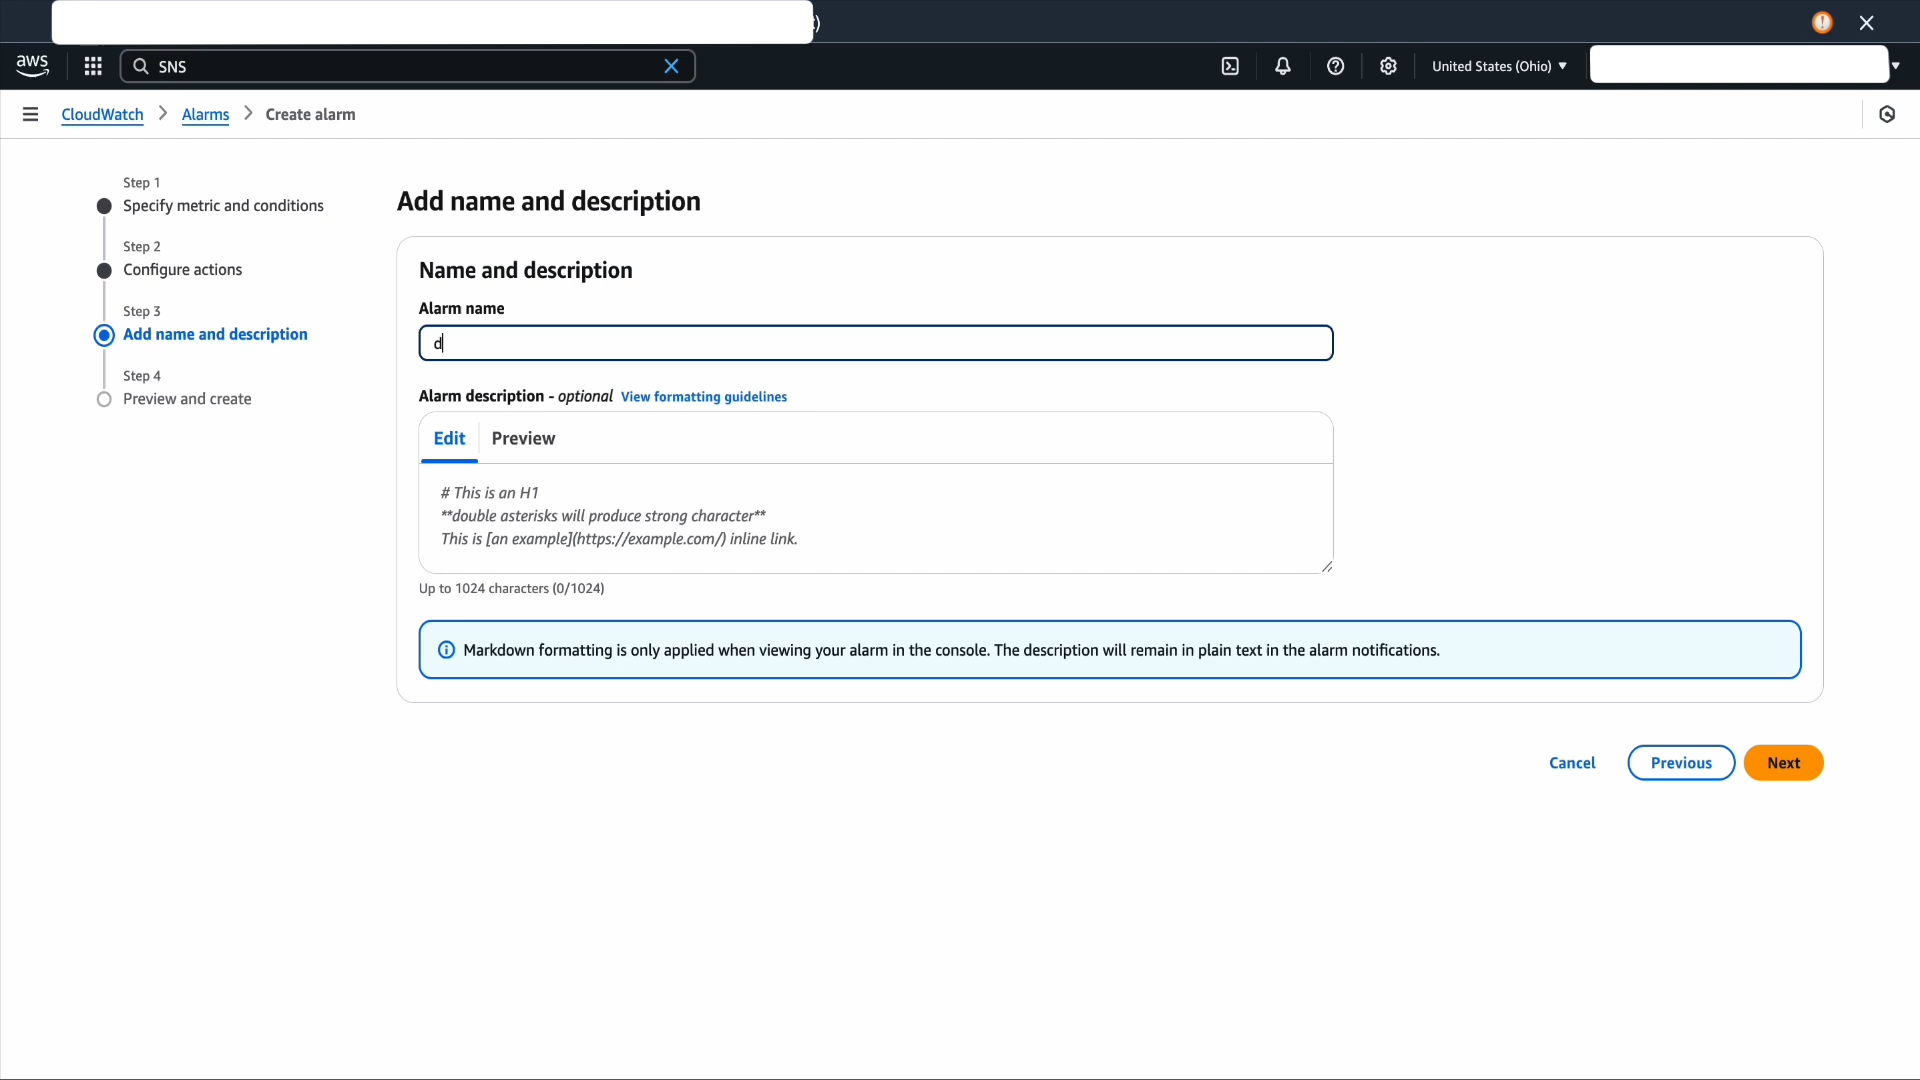 )
aws
SNS
United States (Ohio)
CloudWatch > Alarms > Create alarm
Step 1
Specify metric and conditions
Step 2
Configure actions
Step 3
Add name and description
Step 4
Preview and create
Add name and description
Name and description
Alarm name
d
Alarm description - optional View formatting guidelines
Edit Preview
# This is an H1
**double asterisks will produce strong character**
This is [an example](https://example.com/) inline link.
Up to 1024 characters (0/1024)
Markdown formatting is only applied when viewing your alarm in the console. The description will remain in plain text in the alarm notifications.
Cancel Previous Next